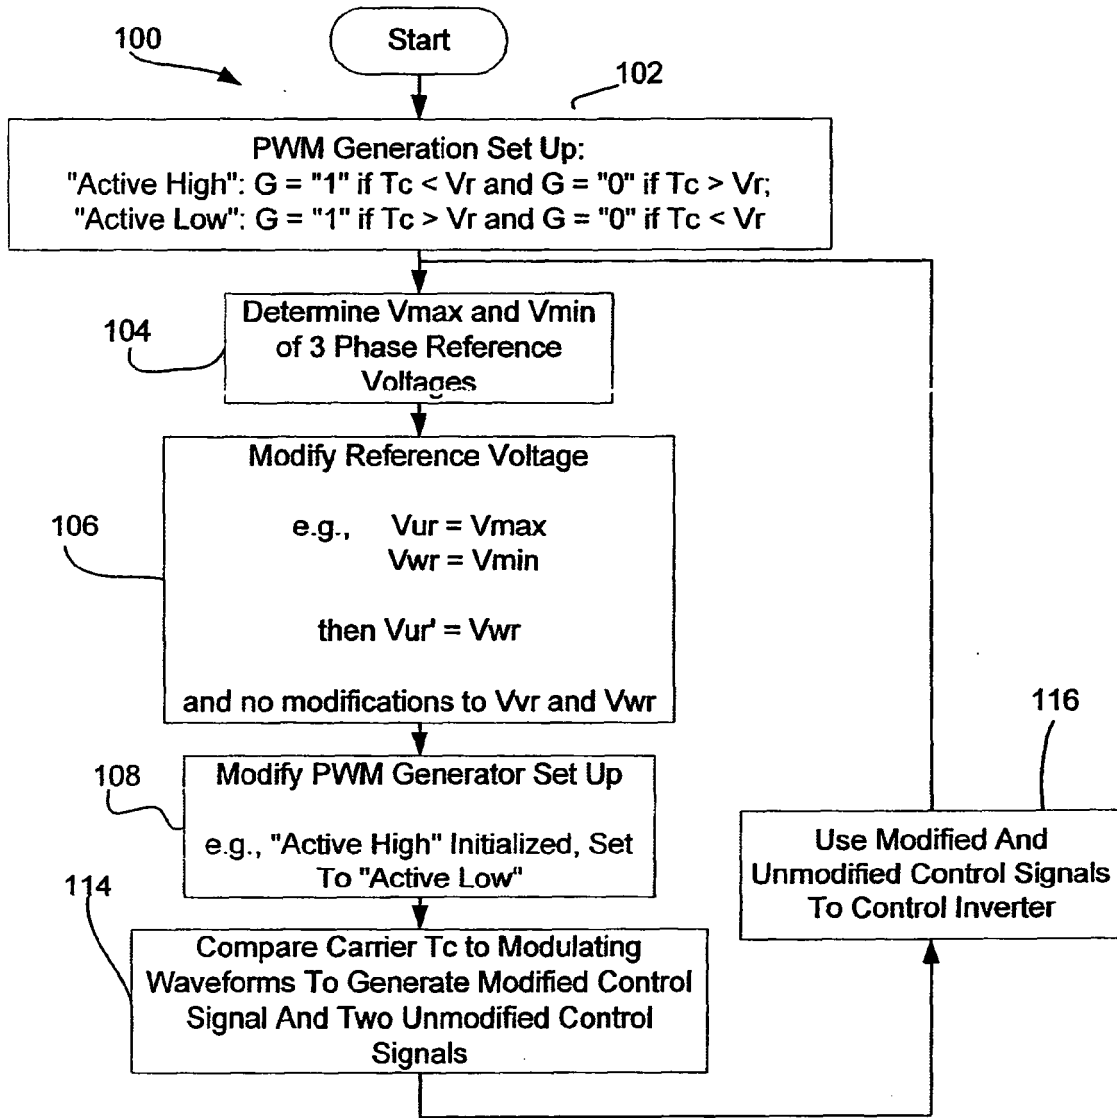 Start
100
102
PWM Generation Set Up:
"Active High": G = "1" if Tc < Vr and G = "0" if Tc > Vr;
"Active Low": G = "1" if Tc > Vr and G = "0" if Tc < Vr
104
Determine Vmax and Vmin
of 3 Phase Reference
Voltages
106
Modify Reference Voltage
e.g., Vur = Vmax
Vwr = Vmin
then Vur' = Vwr
and no modifications to Vvr and Vwr
108
Modify PWM Generator Set Up
e.g., "Active High" Initialized, Set
To "Active Low"
114
Compare Carrier Tc to Modulating
Waveforms To Generate Modified Control
Signal And Two Unmodified Control
Signals
116
Use Modified And
Unmodified Control Signals
To Control Inverter